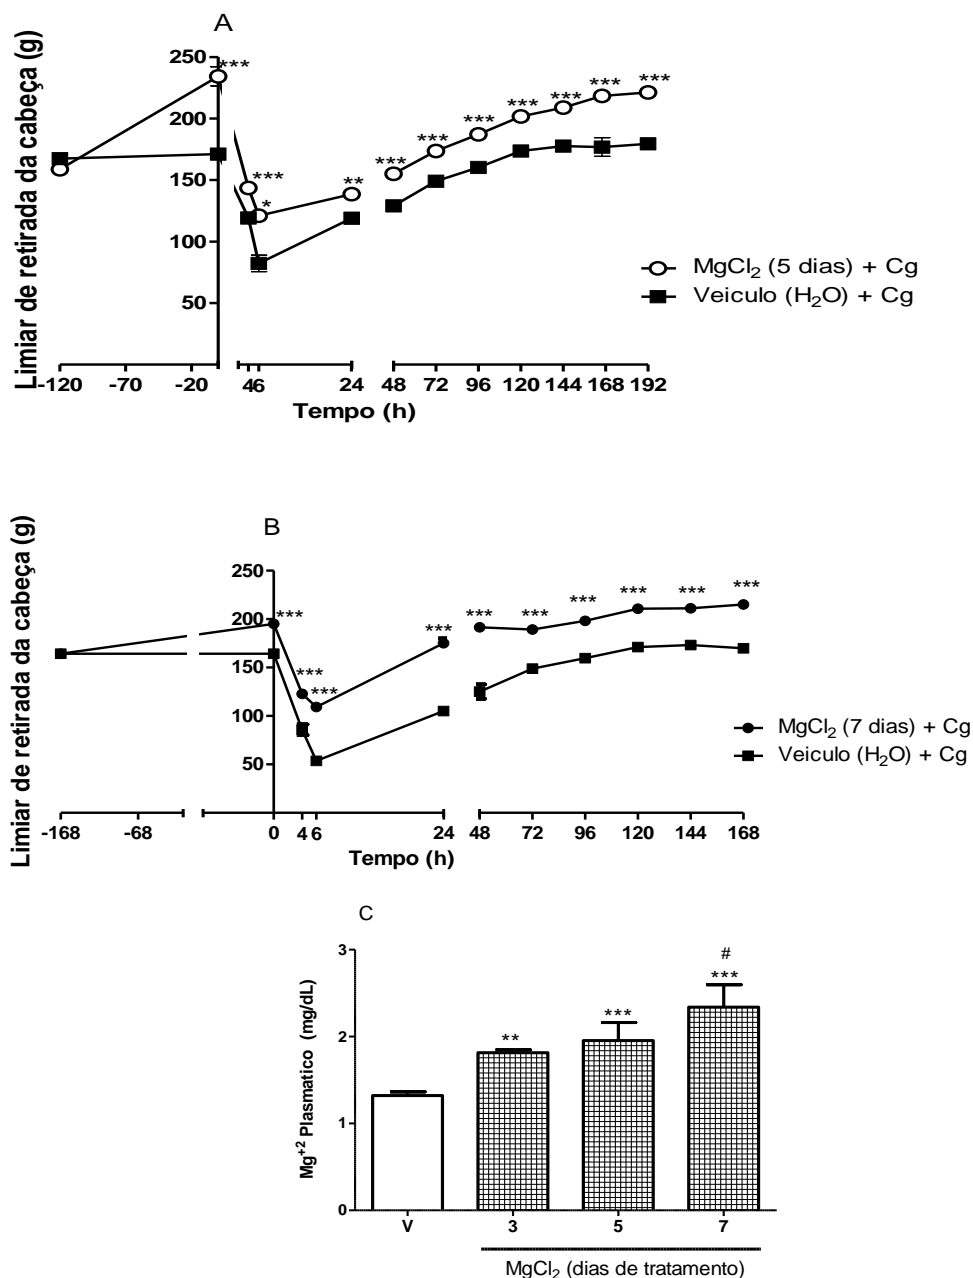 A
Limiar de retirada da cabeça (g)
250
200
150
100
50
***
***
*
**
***
***
***
***
***
***
***
MgCl₂ (5 dias) + Cg
Veiculo (H₂O) + Cg
-120 -70 -20 4 6 24 48 72 96 120 144 168 192
Tempo (h)
B
Limiar de retirada da cabeça (g)
250
200
150
100
50
***
***
***
***
***
***
***
***
***
***
MgCl₂ (7 dias) + Cg
Veiculo (H₂O) + Cg
-168 -68 0 4 6 24 48 72 96 120 144 168
Tempo (h)
C
Mg⁺² Plasmatico (mg/dL)
3
2
1
0
**
***
#
***
V 3 5 7
MgCl₂ (dias de tratamento)